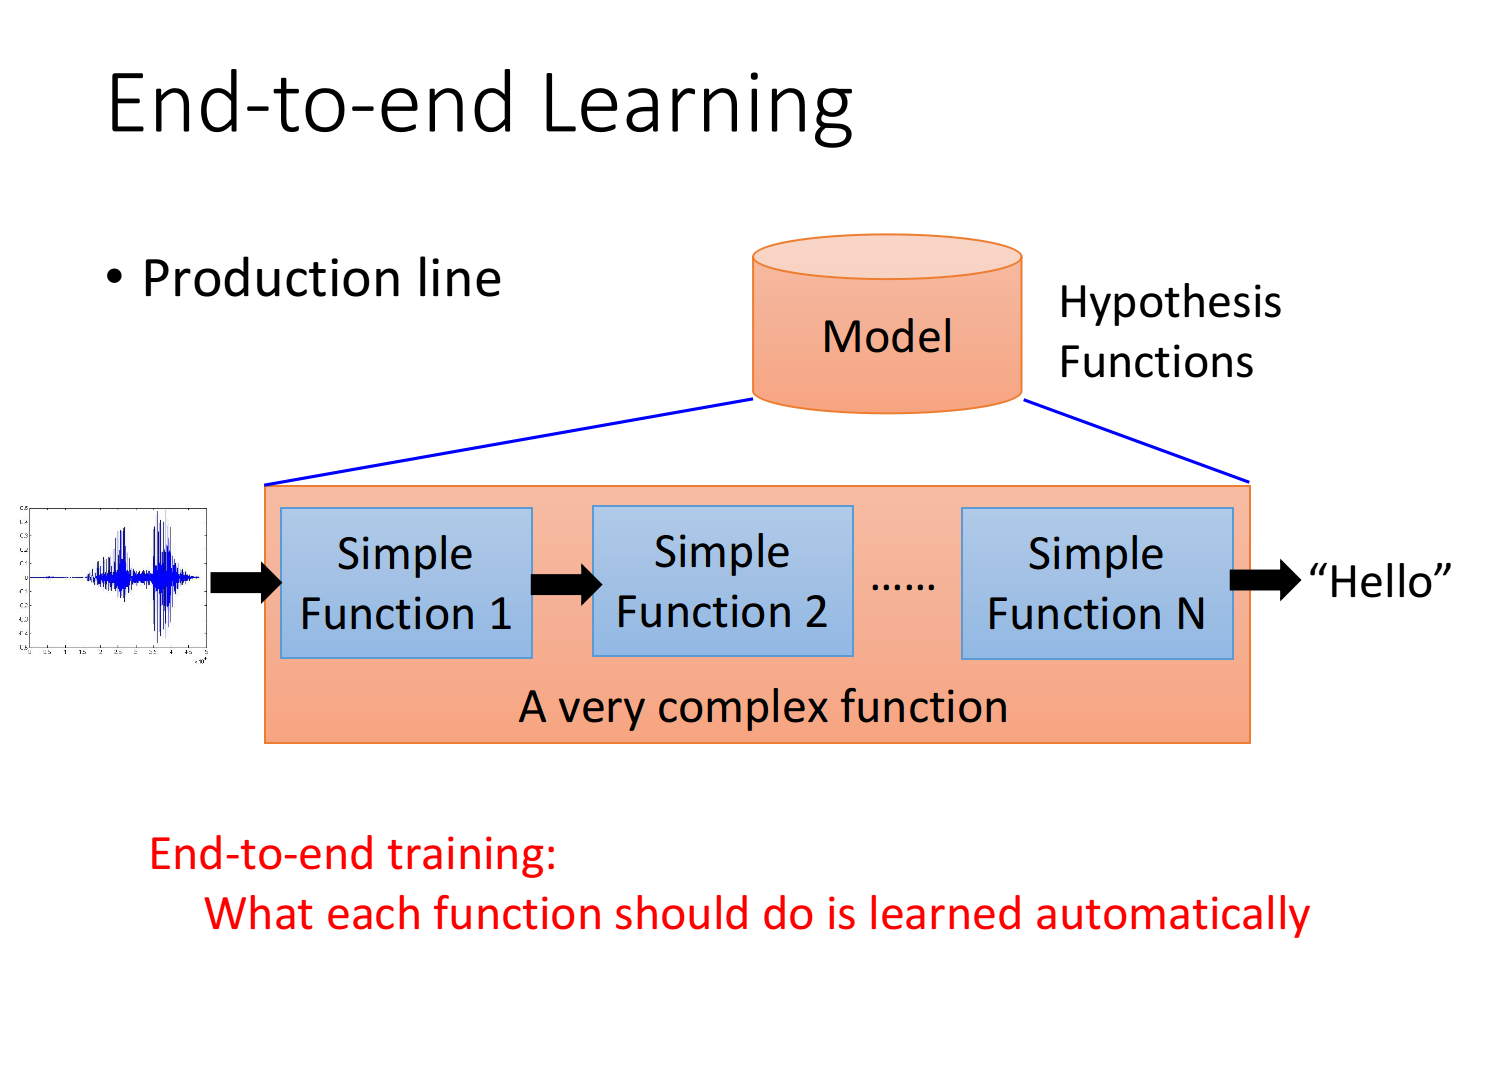 End-to-end Learning
• Production line
Model
Hypothesis
Functions
Simple
Function 1
Simple
Function 2
......
Simple
Function N
“Hello”
A very complex function
End-to-end training:
What each function should do is learned automatically